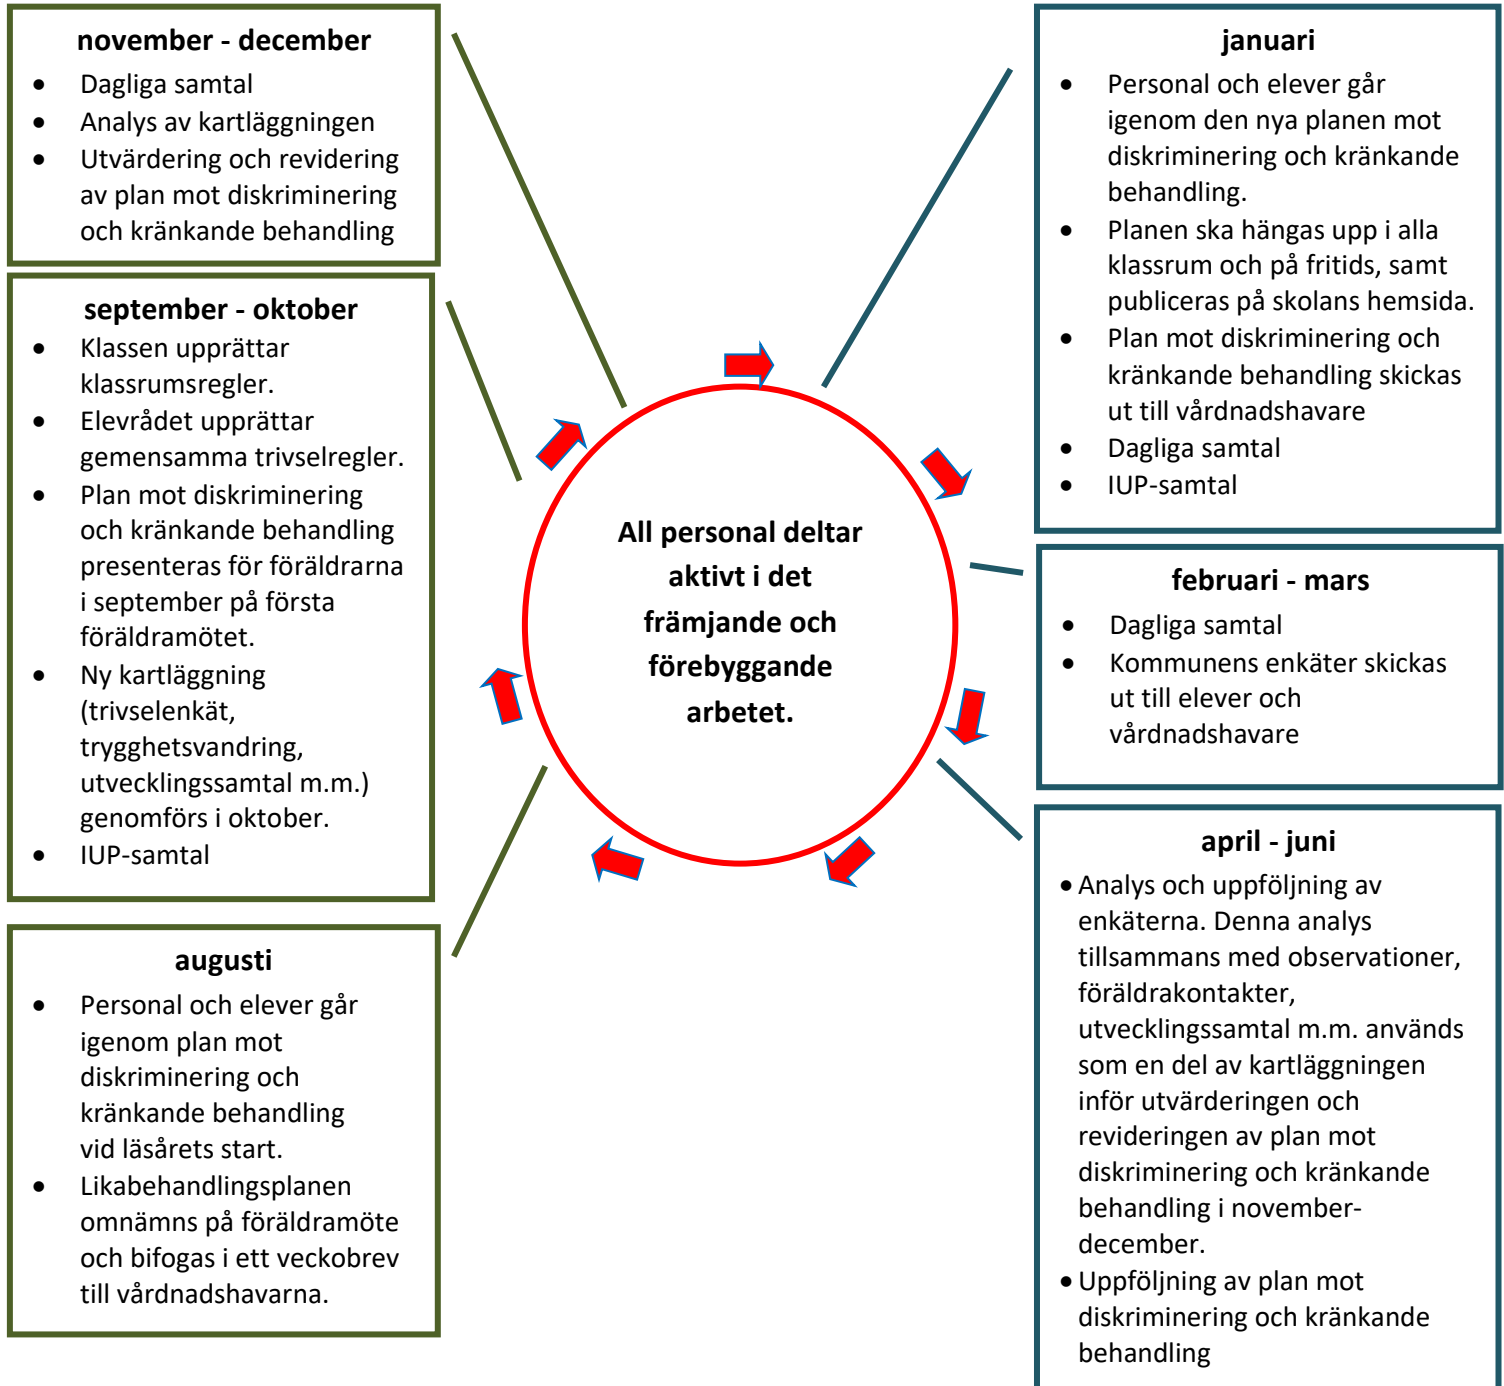 november - december
• Dagliga samtal
• Analys av kartläggningen
• Utvärdering och revidering
av plan mot diskriminering
och kränkande behandling
september - oktober
• Klassen upprättar
klassrumsregler.
• Elevrådet upprättar
gemensamma trivselregler.
• Plan mot diskriminering
och kränkande behandling
presenteras för föräldrarna
i september på första
föräldramötet.
• Ny kartläggning
(trivselenkät,
trygghetsvandring,
utvecklingssamtal m.m.)
genomförs i oktober.
• IUP-samtal
augusti
• Personal och elever går
igenom plan mot
diskriminering och
kränkande behandling
vid läsårets start.
• Likabehandlingsplanen
omnämns på föräldramöte
och bifogas i ett veckobrev
till vårdnadshavarna.
All personal deltar
aktivt i det
främjande och
förebyggande
arbetet.
januari
• Personal och elever går
igenom den nya planen mot
diskriminering och kränkande
behandling.
• Planen ska hängas upp i alla
klassrum och på fritids, samt
publiceras på skolans hemsida.
• Plan mot diskriminering och
kränkande behandling skickas
ut till vårdnadshavare
• Dagliga samtal
• IUP-samtal
februari - mars
• Dagliga samtal
• Kommunens enkäter skickas
ut till elever och
vårdnadshavare
april - juni
• Analys och uppföljning av
enkäterna. Denna analys
tillsammans med observationer,
föräldrakontakter,
utvecklingssamtal m.m. används
som en del av kartläggningen
inför utvärderingen och
revideringen av plan mot
diskriminering och kränkande
behandling i november-
december.
• Uppföljning av plan mot
diskriminering och kränkande
behandling